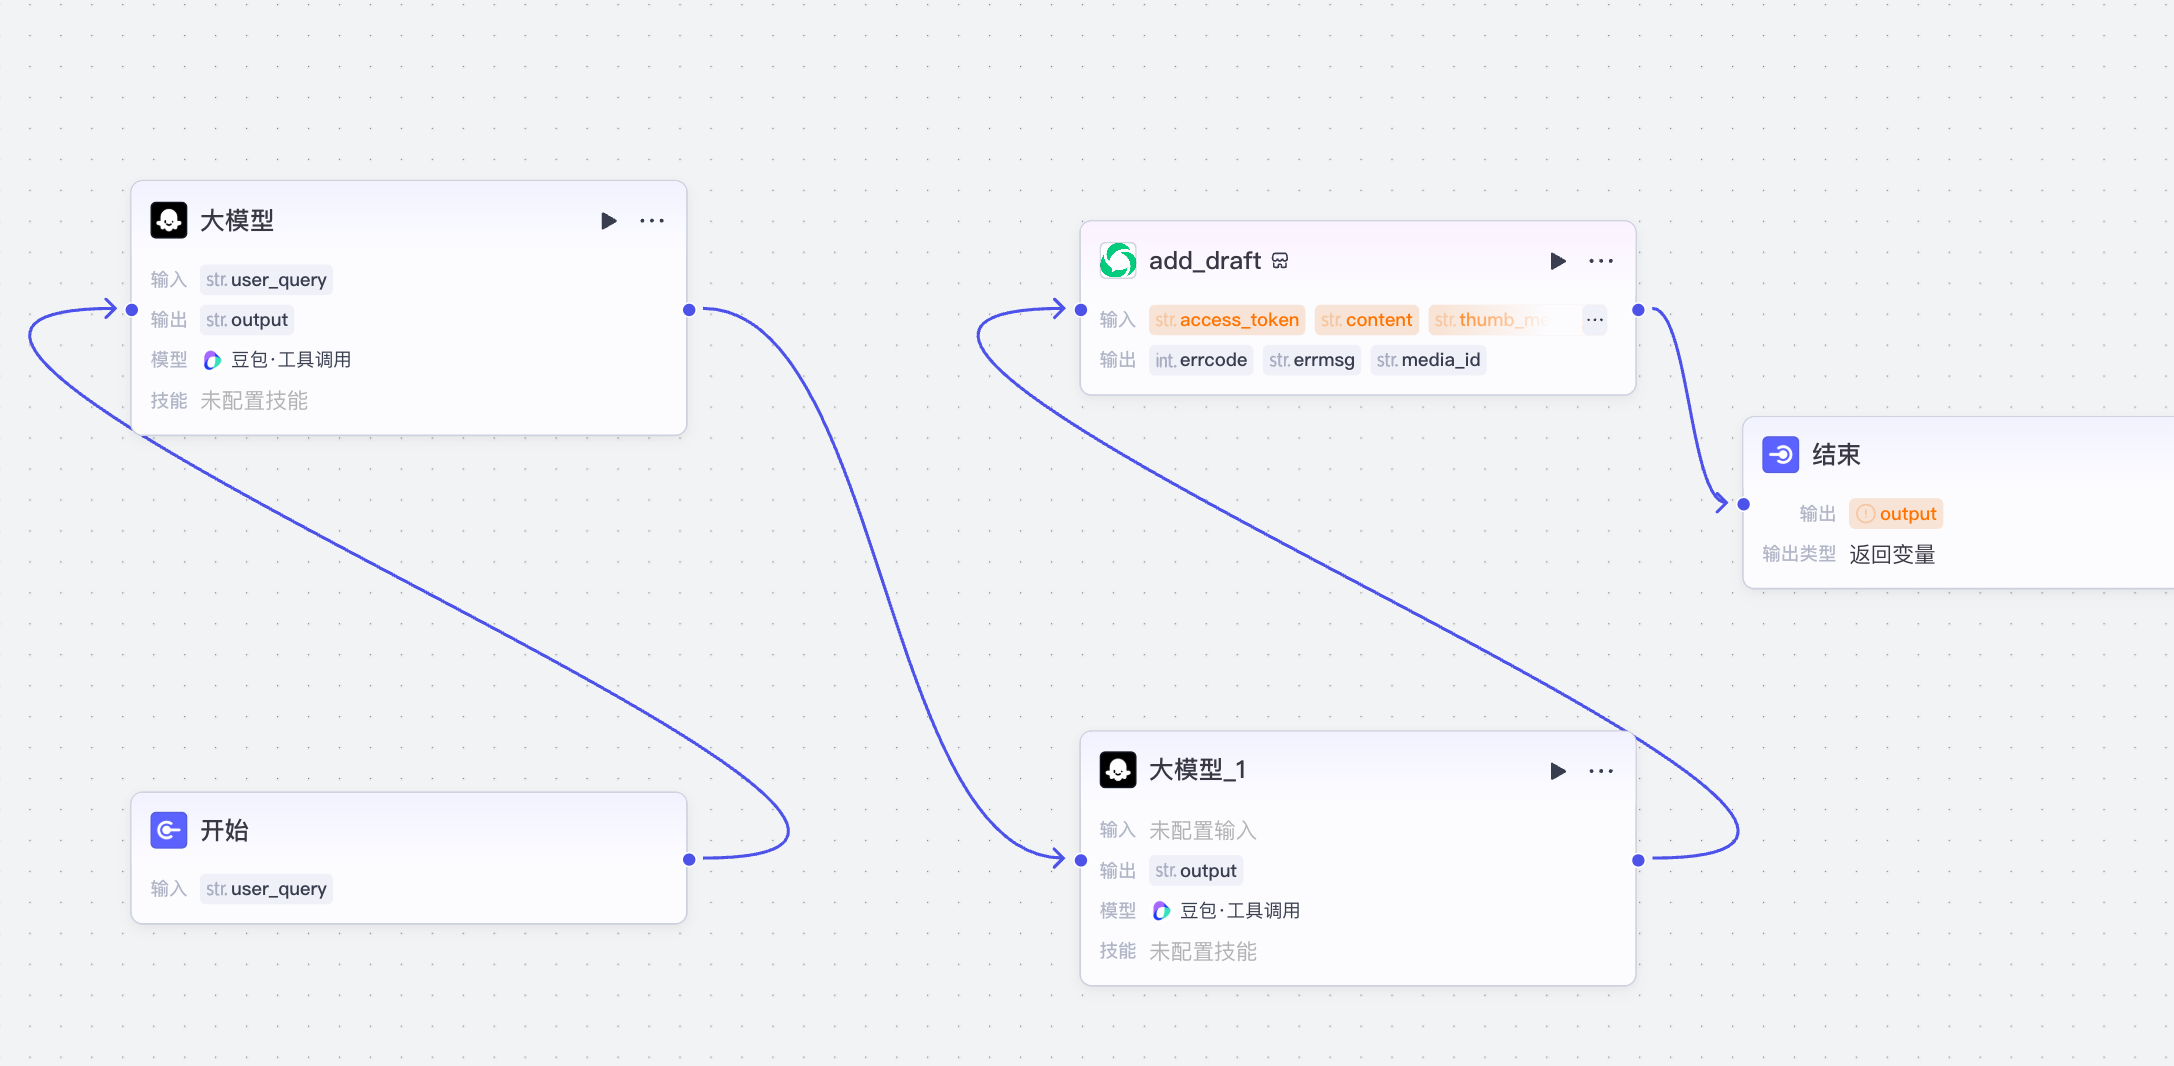 大模型
输入 str. user_query
输出 str. output
模型 豆包·工具调用
技能 未配置技能
开始
输入 str. user_query
add_draft
输入 str. access_token str. content str. thumb_me
输出 int. errcode str. errmsg str. media_id
大模型_1
输入 未配置输入
输出 str. output
模型 豆包·工具调用
技能 未配置技能
结束
输出 output
输出类型 返回变量